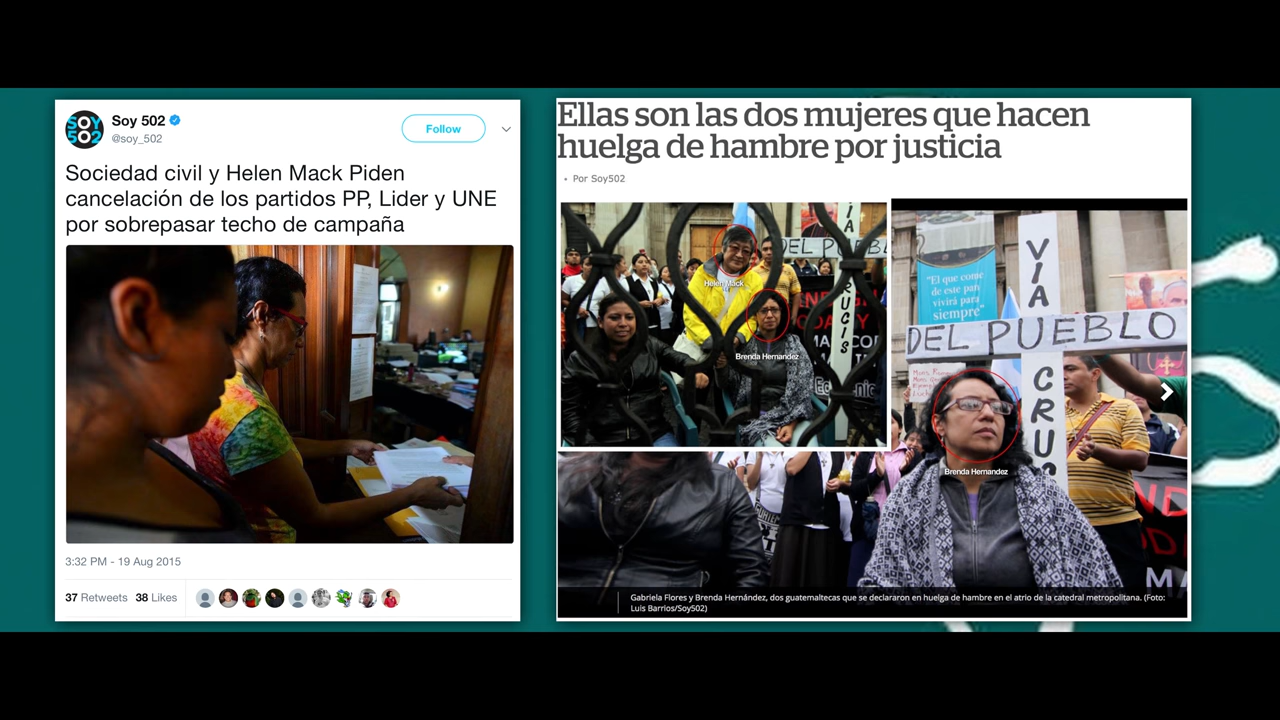 SOY
502
Soy 502
@soy_502
Follow
Sociedad civil y Helen Mack Piden
cancelación de los partidos PP, Lider y UNE
por sobrepasar techo de campaña
3:32 PM - 19 Aug 2015
37 Retweets 38 Likes
Ellas son las dos mujeres que hacen
huelga de hambre por justicia
• Por Soy502
DEL PUEBL
Helen Mack
CRUCIS
Brenda Hernandez
"El que come
de este pan
vivirá para
siempre"
VIA
DEL PUEBLO
CRUC
Brenda Hernandez
Gabriela Flores y Brenda Hernández, dos guatemaltecas que se declararon en huelga de hambre en el atrio de la catedral metropolitana. (Foto:
Luis Barrios/Soy502)